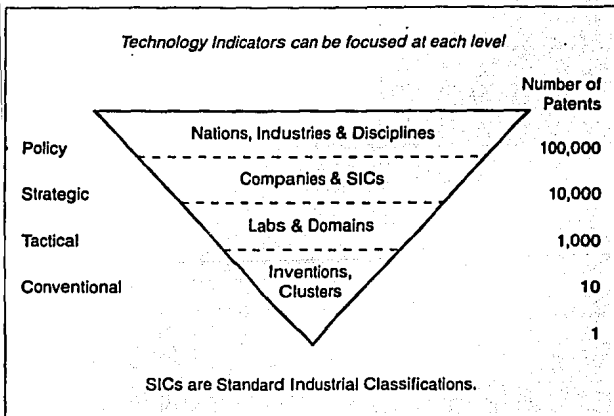 Technology Indicators can be focused at each level
Number of
Patents
Nations, Industries & Disciplines
Policy
100,000
Companies & SICs
Strategic
10,000
Labs & Domains
Tactical
1,000
Inventions,
Clusters
Conventional
10
1
SICs are Standard Industrial Classifications.